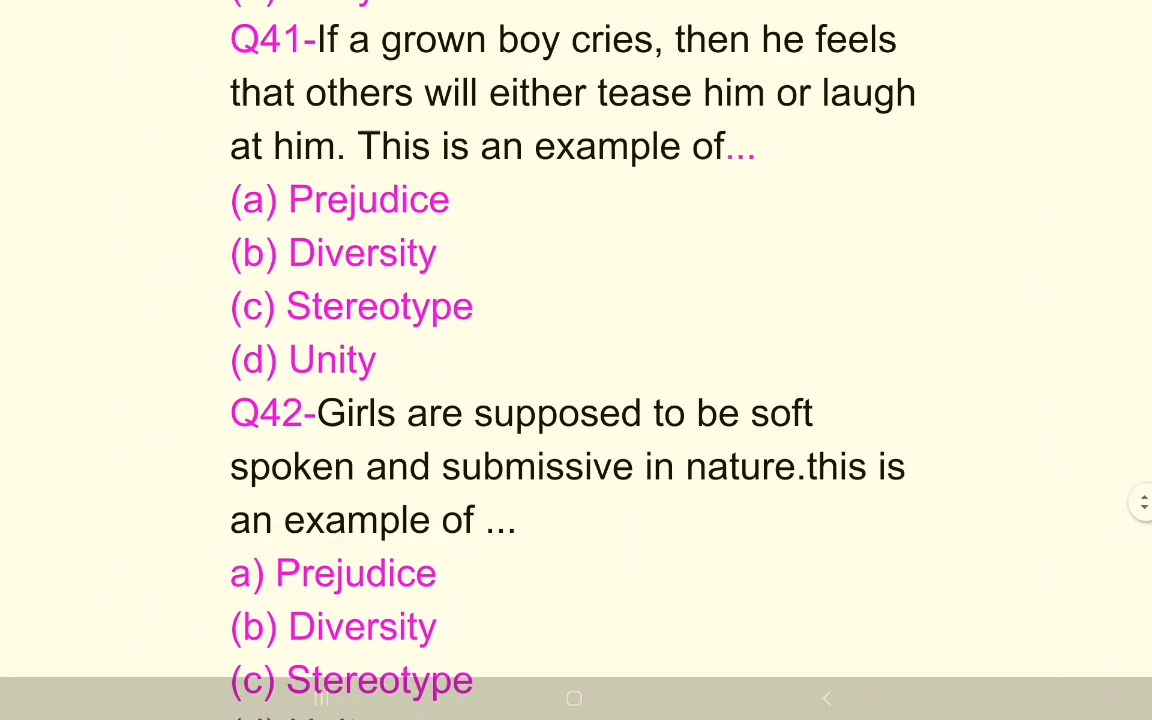 Q41-If a grown boy cries, then he feels
that others will either tease him or laugh
at him. This is an example of...
(a) Prejudice
(b) Diversity
(c) Stereotype
(d) Unity
Q42-Girls are supposed to be soft
spoken and submissive in nature.this is
an example of ...
a) Prejudice
(b) Diversity
(c) Stereotype